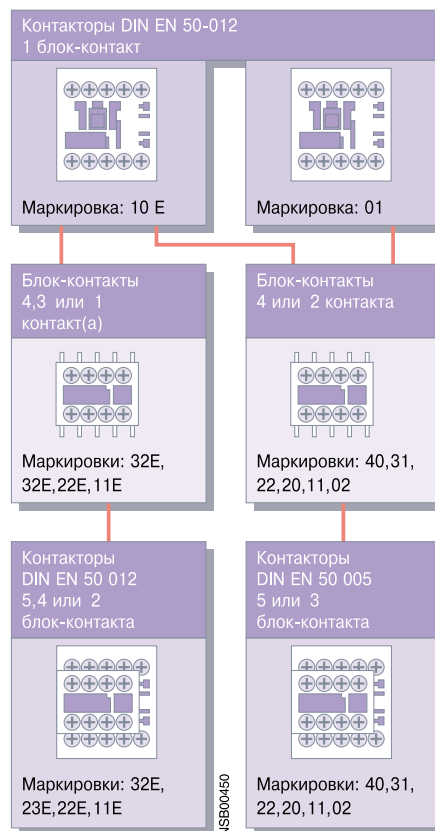 Контакторы DIN EN 50-012
1 блок-контакт
Маркировка: 10 E
Маркировка: 01
Блок-контакты
4,3 или 1
контакт(а)
Маркировки: 32E,
32E,22E,11E
Блок-контакты
4 или 2 контакта
Маркировки: 40,31,
22,20,11,02
Контакторы
DIN EN 50 012
5,4 или 2
блок-контакта
Маркировки: 32E,
23E,22E,11E
Контакторы
DIN EN 50 005
5 или 3
блок-контакта
Маркировки: 40,31,
22,20,11,02
NSB00450